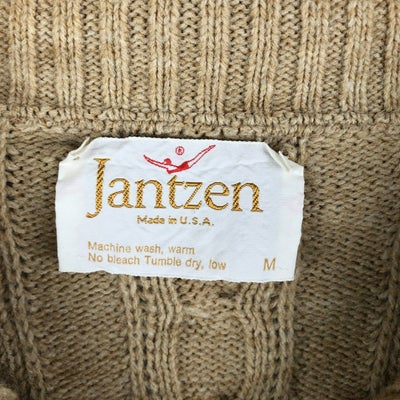 ®
Jantzen
Made in U.S.A.
Machine wash, warm
No bleach Tumble dry, low M